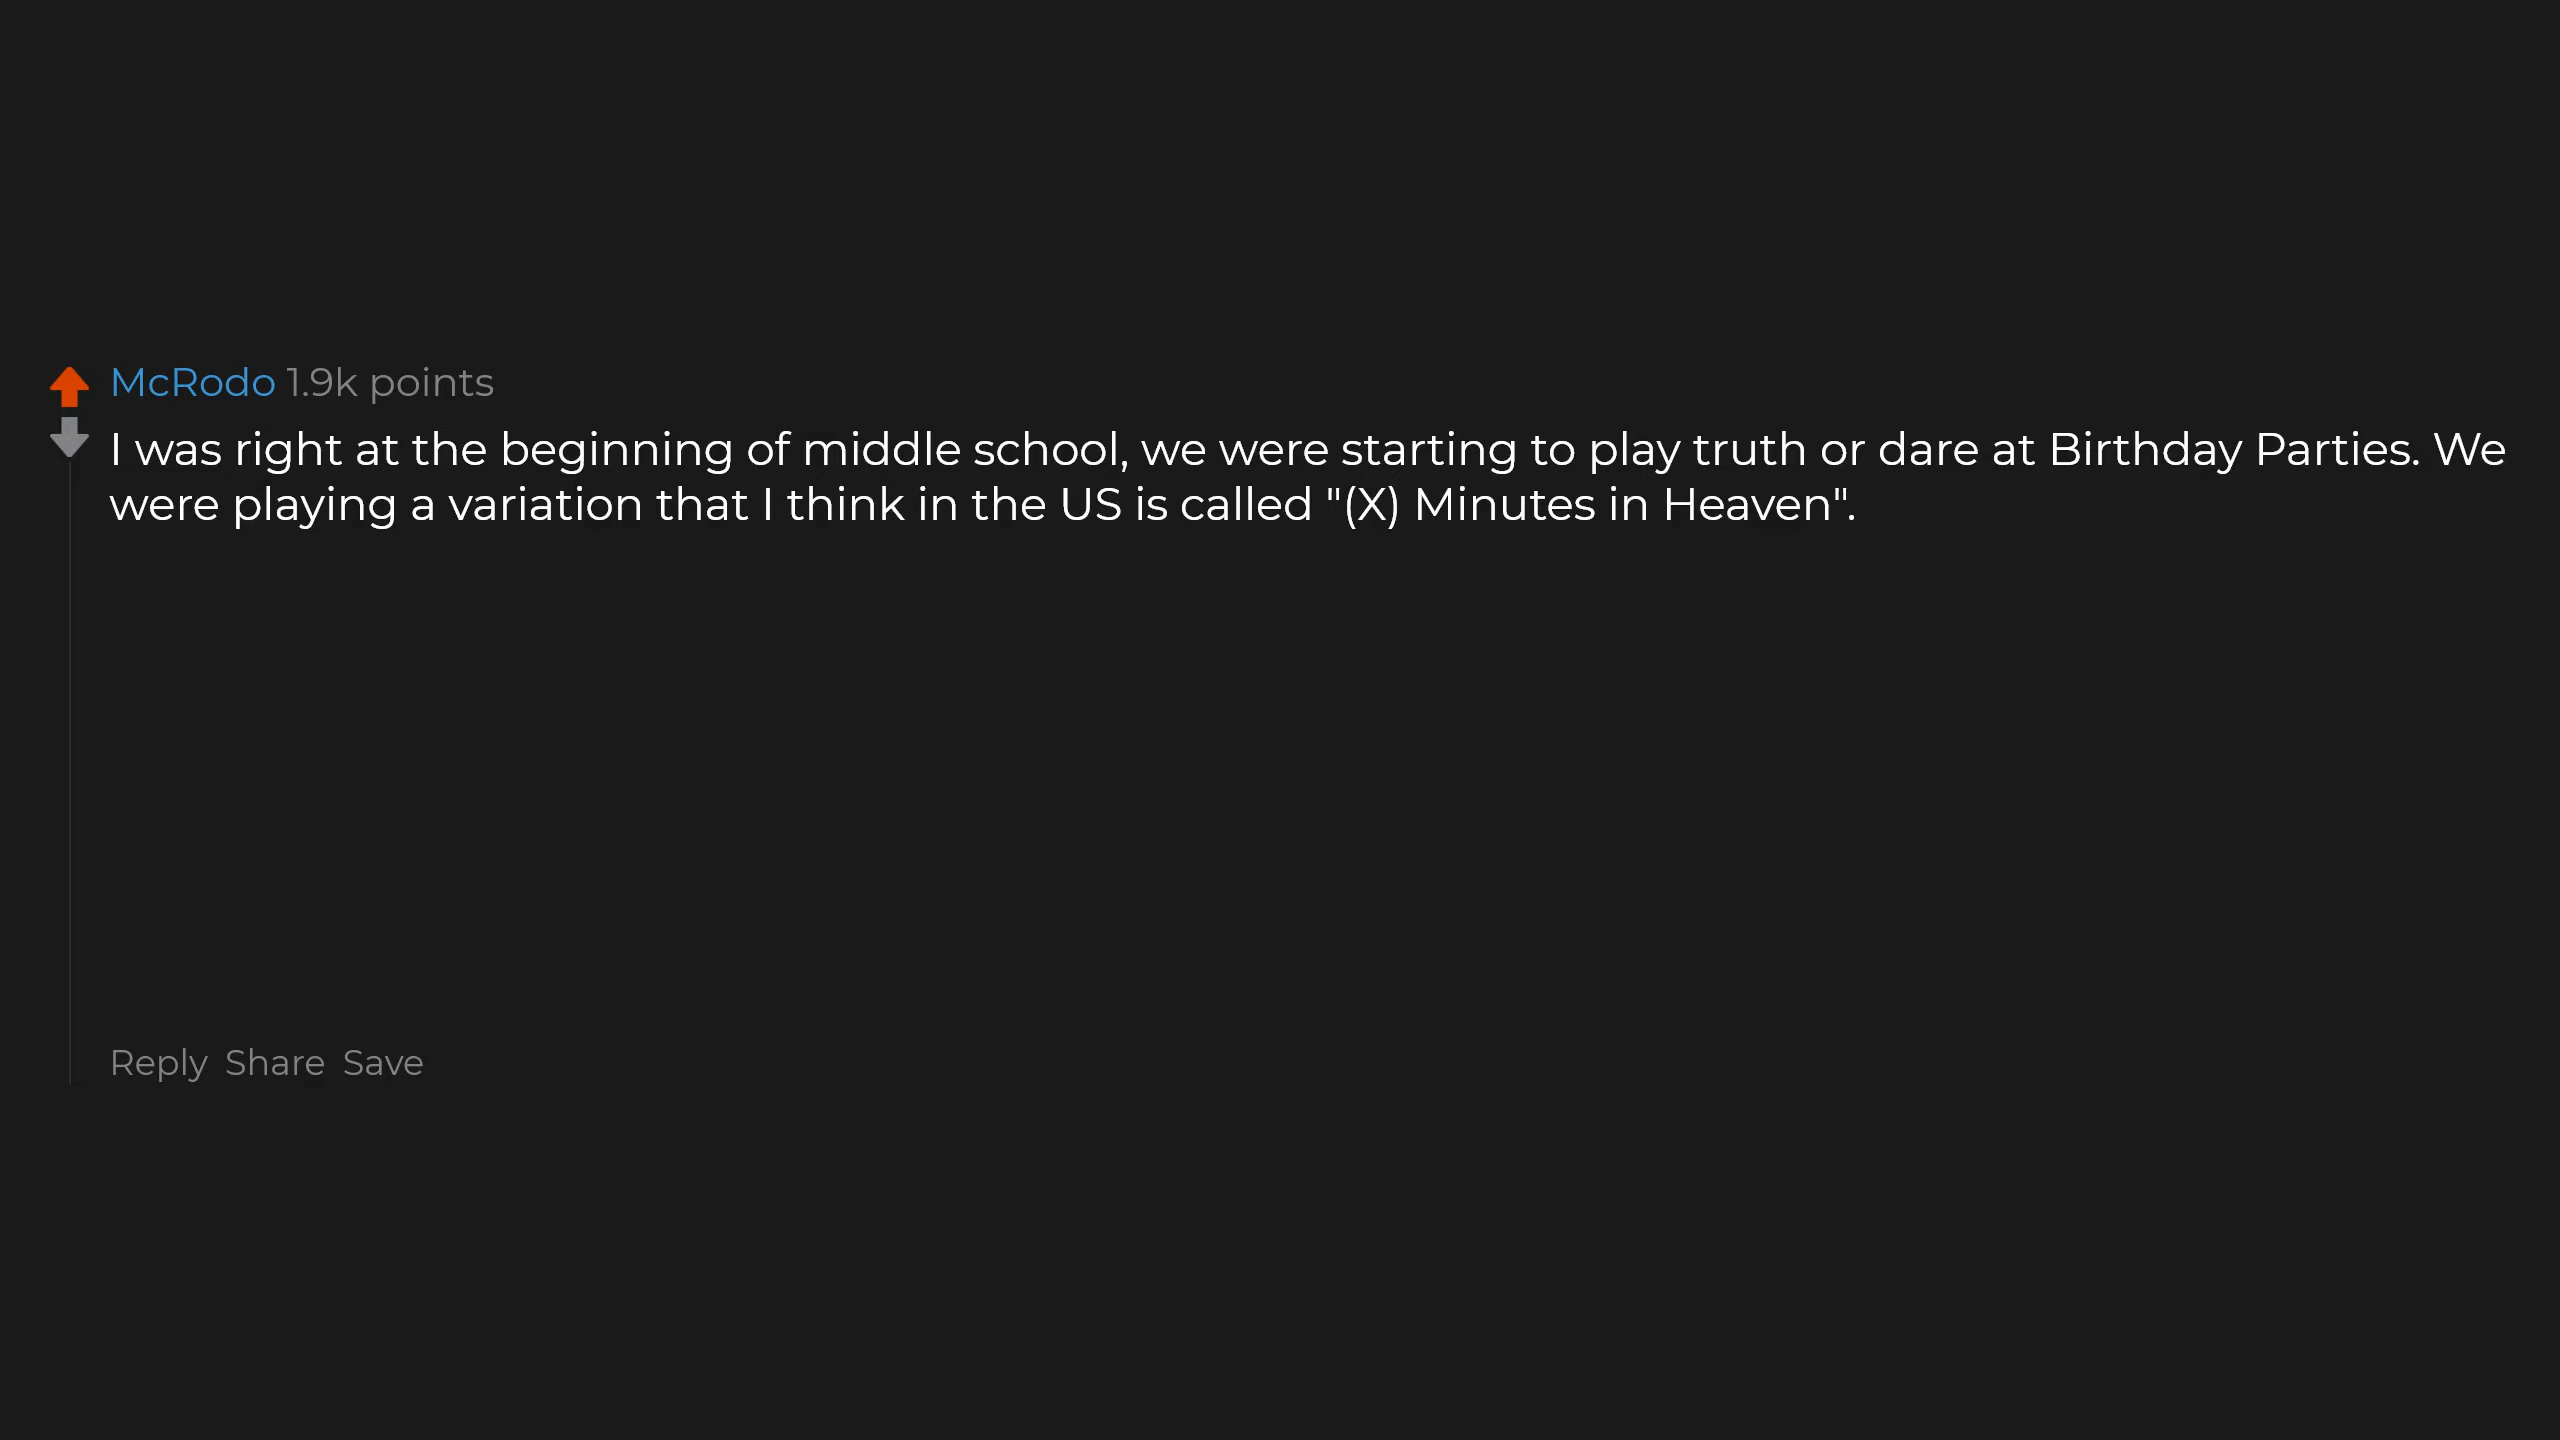 McRodo 1.9k points
I was right at the beginning of middle school, we were starting to play truth or dare at Birthday Parties. We
were playing a variation that I think in the US is called "(X) Minutes in Heaven".
Reply Share Save